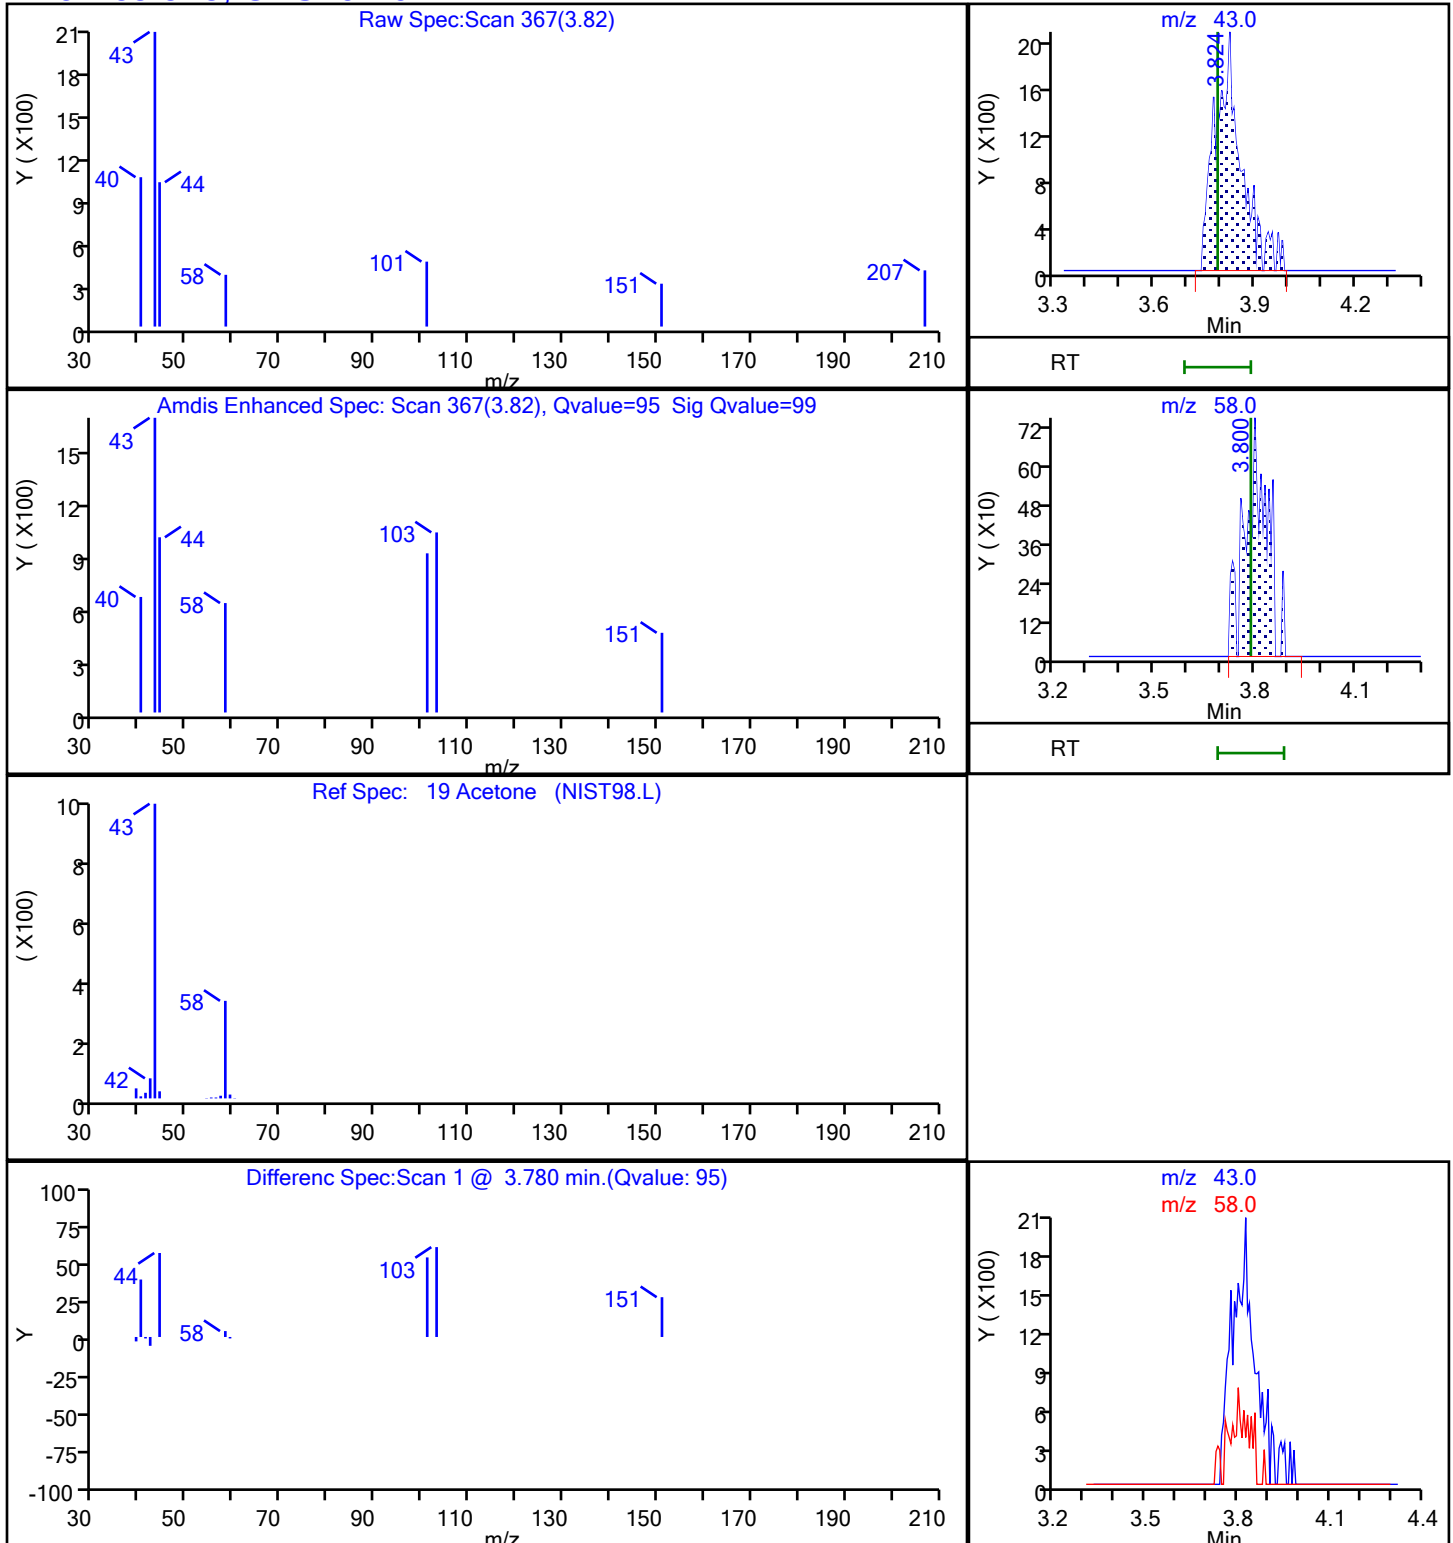 Raw Spec:Scan 367(3.82)
Y ( X100)
21
18
15
12
9
6
3
0
43
40
44
58
101
151
207
30 50 70 90 110 130 150 170 190 210
m/z
m/z 43.0
Y ( X100)
20
16
12
8
4
0
3.824
3.3 3.6 3.9 4.2
Min
RT
Amdis Enhanced Spec: Scan 367(3.82), Qvalue=95 Sig Qvalue=99
Y ( X100)
15
12
9
6
3
0
43
44
40
58
103
151
30 50 70 90 110 130 150 170 190 210
m/z
m/z 58.0
Y ( X10)
72
60
48
36
24
12
0
3.800
3.2 3.5 3.8 4.1
Min
RT
Ref Spec: 19 Acetone (NIST98.L)
( X100)
10
8
6
4
2
0
43
58
42
30 50 70 90 110 130 150 170 190 210
Differenc Spec:Scan 1 @ 3.780 min.(Qvalue: 95)
Y
100
75
50
25
0
-25
-50
-75
-100
44
58
103
151
30 50 70 90 110 130 150 170 190 210
m/z
m/z 43.0
m/z 58.0
Y ( X100)
21
18
15
12
9
6
3
0
3.2 3.5 3.8 4.1 4.4
Min